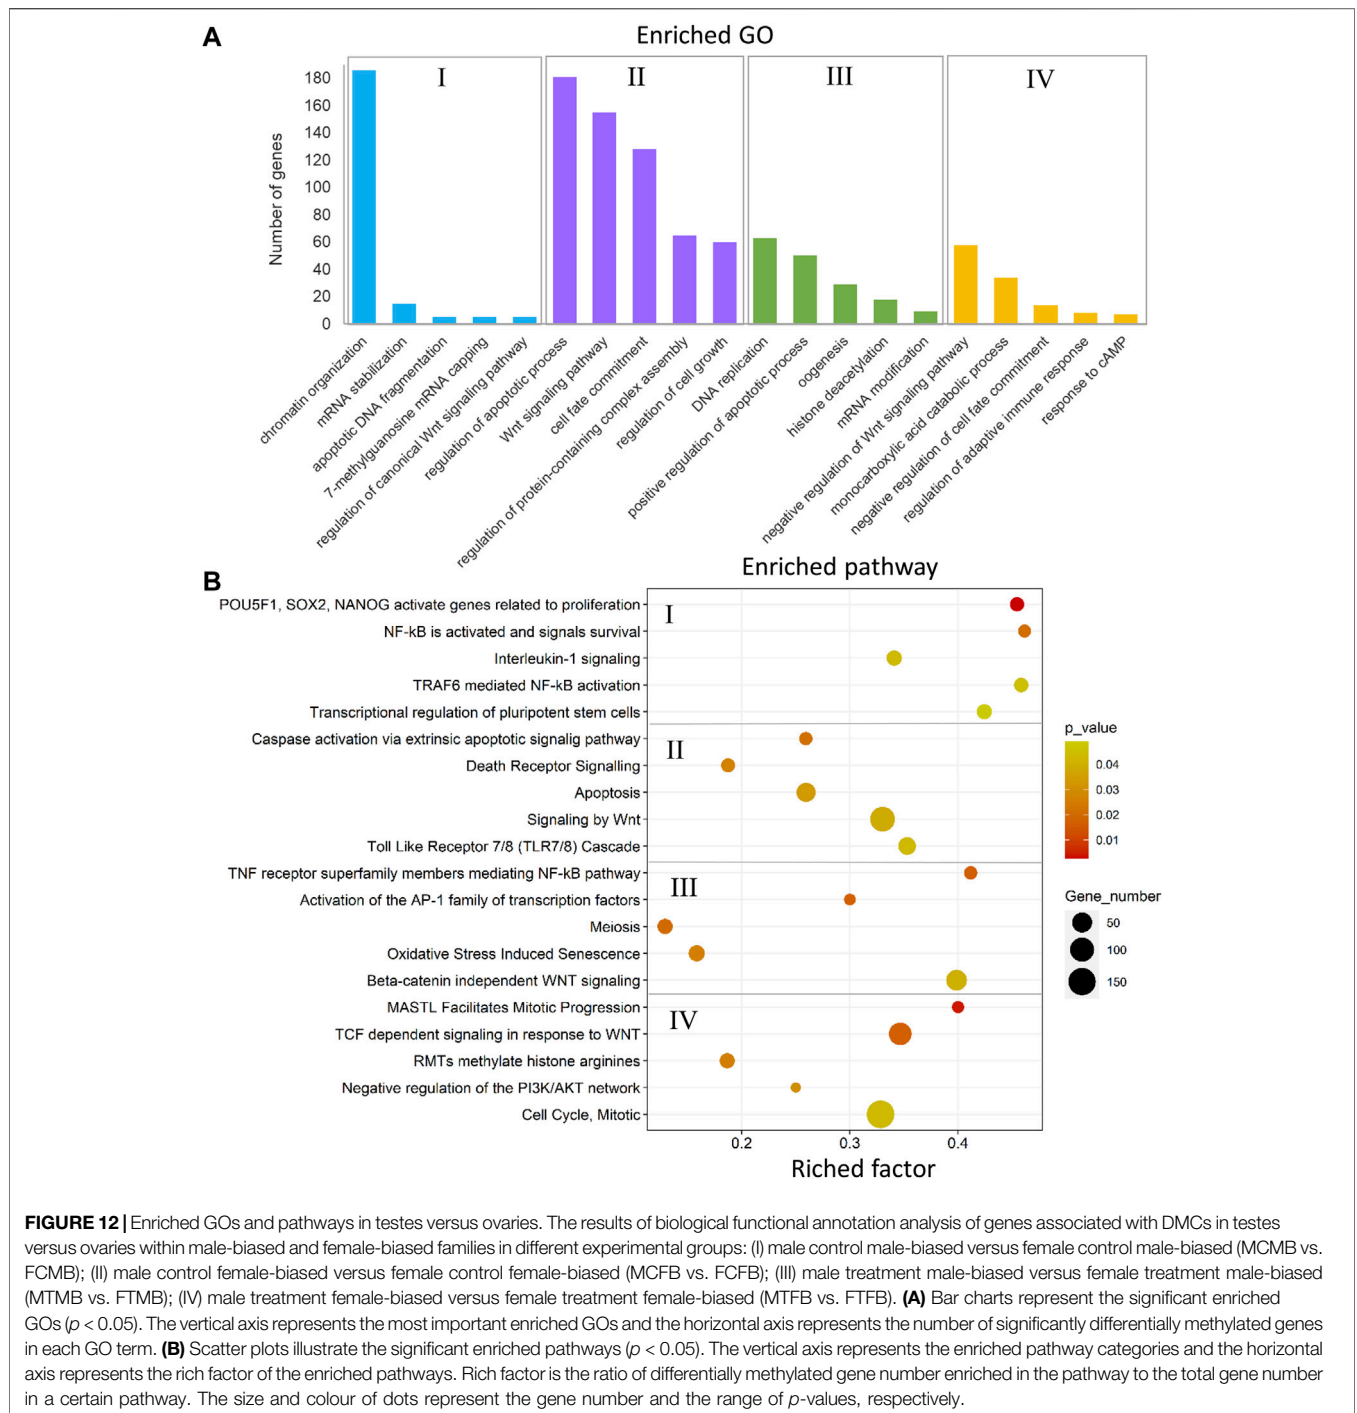 A
Enriched GO
I
II
III
IV
Number of genes
180
160
140
120
100
80
60
40
20
0
chromatin organization
mRNA stabilization
apoptotic DNA fragmentation
7-methylguanosine mRNA capping
regulation of canonical Wnt signaling pathway
regulation of apoptotic process
Wnt signaling pathway
cell fate commitment
regulation of protein-containing complex assembly
regulation of cell growth
DNA replication
positive regulation of apoptotic process
oogenesis
histone deacetylation
mRNA modification
negative regulation of Wnt signaling pathway
monocarboxylic acid catabolic process
negative regulation of cell fate commitment
regulation of adaptive immune response
response to cAMP
B
Enriched pathway
POU5F1, SOX2, NANOG activate genes related to proliferation
NF-kB is activated and signals survival
Interleukin-1 signaling
TRAF6 mediated NF-kB activation
Transcriptional regulation of pluripotent stem cells
Caspase activation via extrinsic apoptotic signalig pathway
Death Receptor Signalling
Apoptosis
Signaling by Wnt
Toll Like Receptor 7/8 (TLR7/8) Cascade
TNF receptor superfamily members mediating NF-kB pathway
Activation of the AP-1 family of transcription factors
Meiosis
Oxidative Stress Induced Senescence
Beta-catenin independent WNT signaling
MASTL Facilitates Mitotic Progression
TCF dependent signaling in response to WNT
RMTs methylate histone arginines
Negative regulation of the PI3K/AKT network
Cell Cycle, Mitotic
I
II
III
IV
0.2
0.3
0.4
Riched factor
p_value
0.04
0.03
0.02
0.01
Gene_number
50
100
150
FIGURE 12 | Enriched GOs and pathways in testes versus ovaries. The results of biological functional annotation analysis of genes associated with DMCs in testes
versus ovaries within male-biased and female-biased families in different experimental groups: (I) male control male-biased versus female control male-biased (MCMB vs.
FCMB); (II) male control female-biased versus female control female-biased (MCFB vs. FCFB); (III) male treatment male-biased versus female treatment male-biased
(MTMB vs. FTMB); (IV) male treatment female-biased versus female treatment female-biased (MTFB vs. FTFB). (A) Bar charts represent the significant enriched
GOs (p < 0.05). The vertical axis represents the most important enriched GOs and the horizontal axis represents the number of significantly differentially methylated genes
in each GO term. (B) Scatter plots illustrate the significant enriched pathways (p < 0.05). The vertical axis represents the enriched pathway categories and the horizontal
axis represents the rich factor of the enriched pathways. Rich factor is the ratio of differentially methylated gene number enriched in the pathway to the total gene number
in a certain pathway. The size and colour of dots represent the gene number and the range of p-values, respectively.